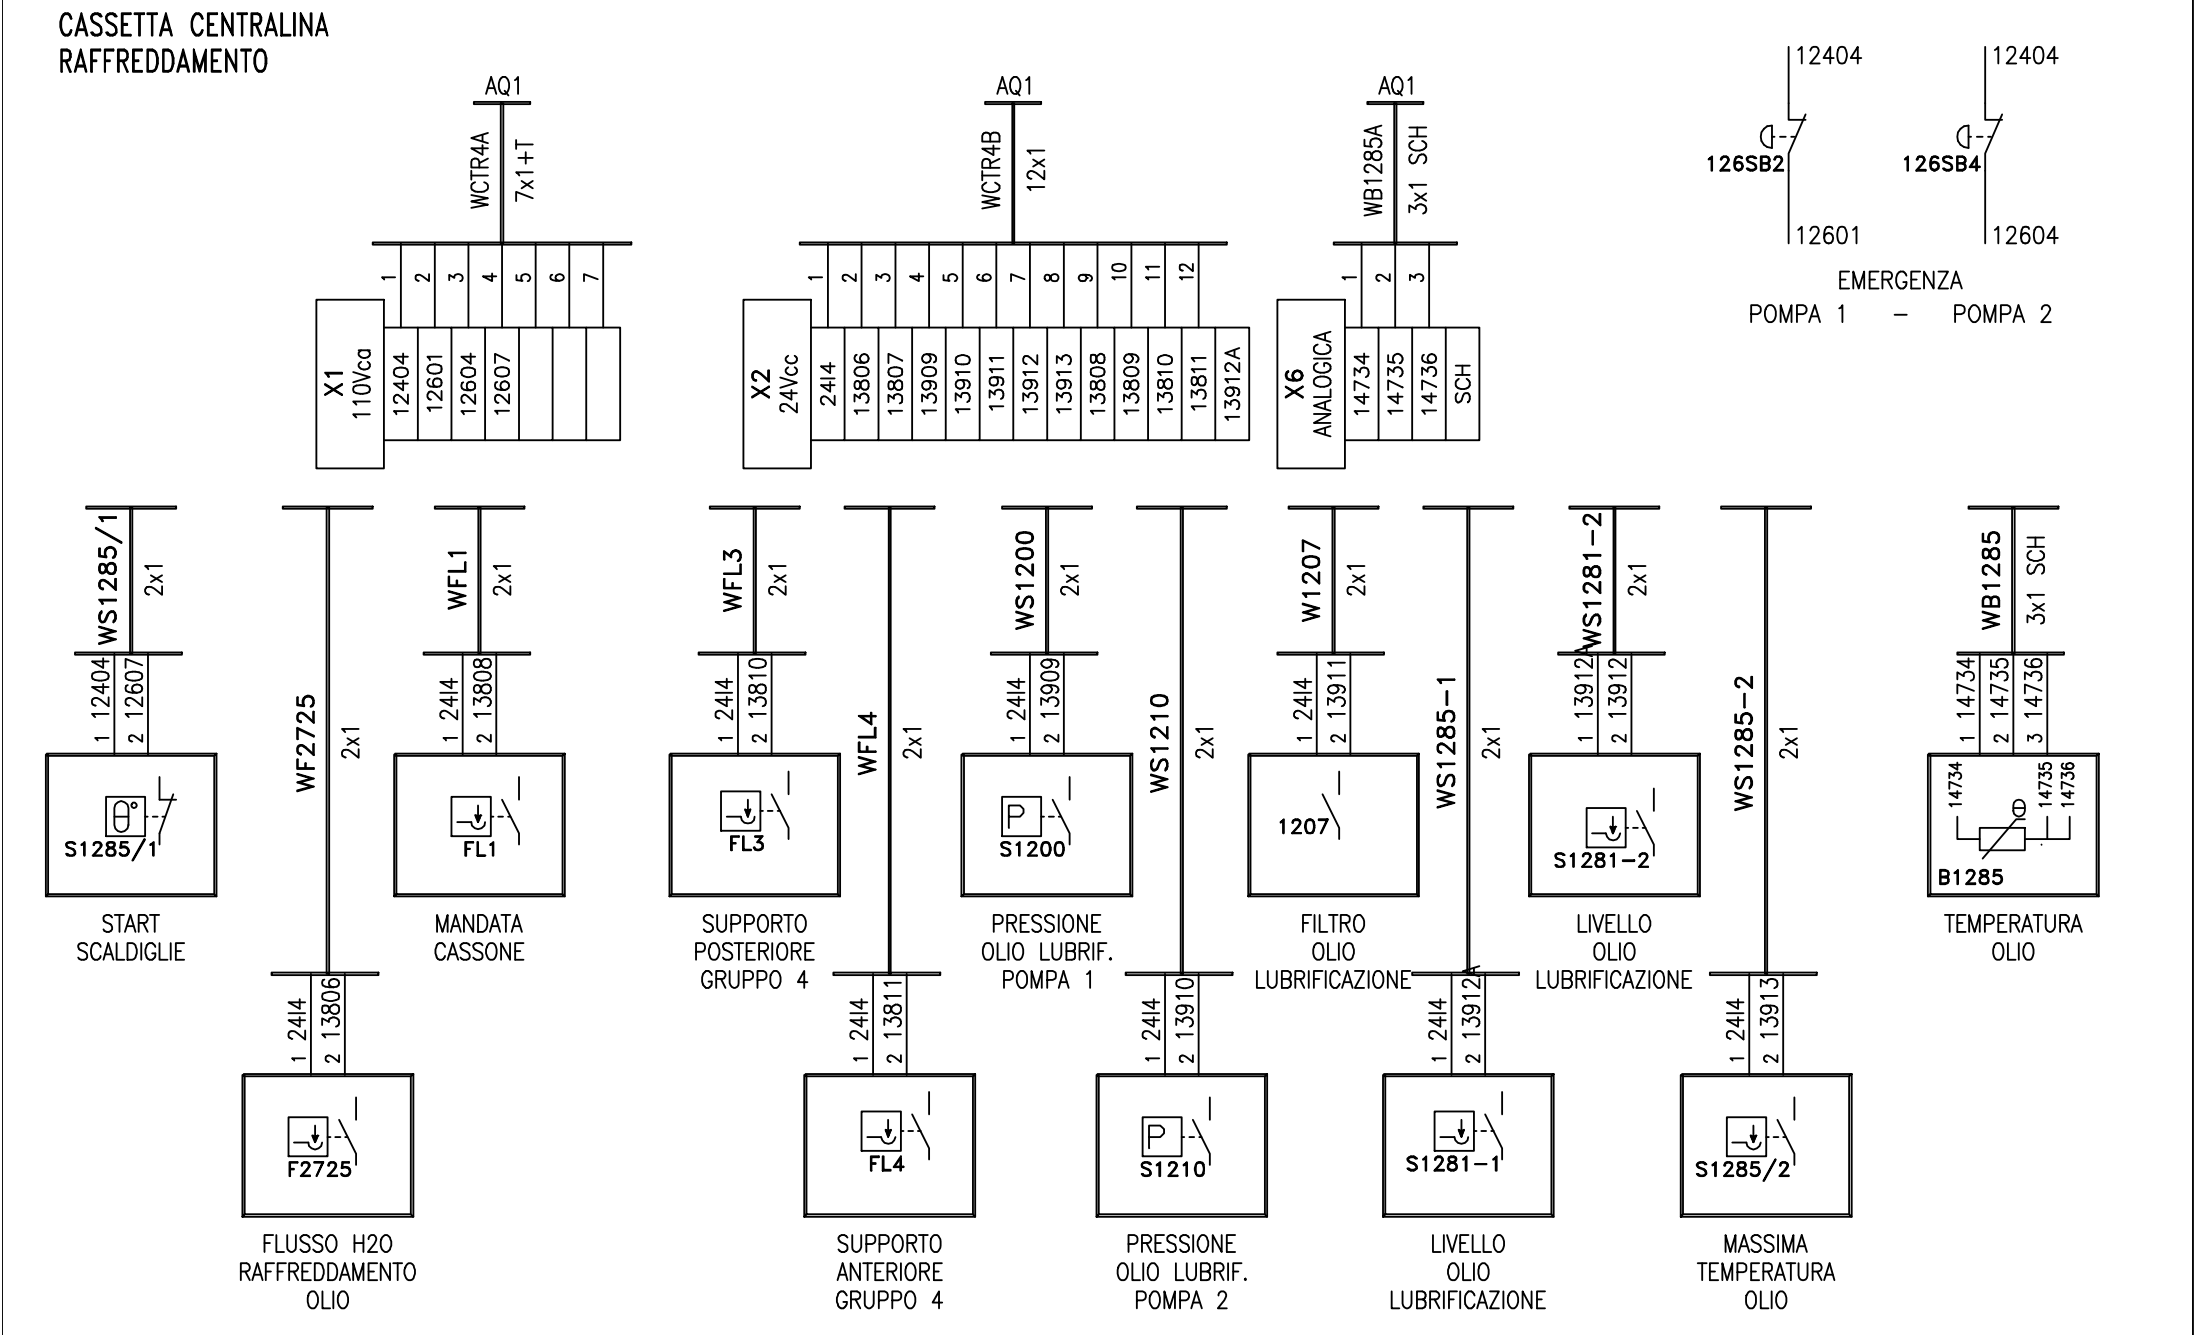 CASSETTA CENTRALINA
RAFFREDDAMENTO
AQ1
WCTR4A
7x1+T
1 2 3 4 5 6 7
X1
110Vca
12404
12601
12604
12607
AQ1
WCTR4B
12x1
1 2 3 4 5 6 7 8 9 10 11 12
X2
24Vcc
24I4
13806
13807
13909
13910
13911
13912
13913
13808
13809
13810
13811
13912A
AQ1
WB1285A
3x1 SCH
1 2 3
X6
ANALOGICA
14734
14735
14736
SCH
12404
126SB2
12601
12404
126SB4
12604
EMERGENZA
POMPA 1 - POMPA 2
WS1285/1
2x1
1 12404
2 12607
S1285/1
START
SCALDIGLIE
WF2725
2x1
1 24I4
2 13806
F2725
FLUSSO H2O
RAFFREDDAMENTO
OLIO
WFL1
2x1
1 24I4
2 13808
FL1
MANDATA
CASSONE
WFL3
2x1
1 24I4
2 13810
FL3
SUPPORTO
POSTERIORE
GRUPPO 4
WFL4
2x1
1 24I4
2 13811
FL4
SUPPORTO
ANTERIORE
GRUPPO 4
WS1200
2x1
1 24I4
2 13909
P
S1200
PRESSIONE
OLIO LUBRIF.
POMPA 1
WS1210
2x1
1 24I4
2 13910
P
S1210
PRESSIONE
OLIO LUBRIF.
POMPA 2
W1207
2x1
1 24I4
2 13911
1207
FILTRO
OLIO
LUBRIFICAZIONE
WS1285-1
2x1
1 24I4
2 13912A
S1281-1
LIVELLO
OLIO
LUBRIFICAZIONE
WS1281-2
2x1
1 13912A
2 13912
S1281-2
LIVELLO
OLIO
LUBRIFICAZIONE
WS1285-2
2x1
1 24I4
2 13913
S1285/2
MASSIMA
TEMPERATURA
OLIO
WB1285
3x1 SCH
1 14734
2 14735
3 14736
14734
14735
14736
B1285
TEMPERATURA
OLIO